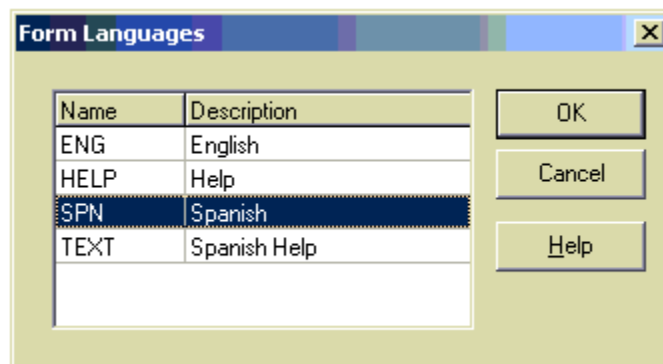 Form Languages
Name Description
ENG English
HELP Help
SPN Spanish
TEXT Spanish Help
OK
Cancel
Help